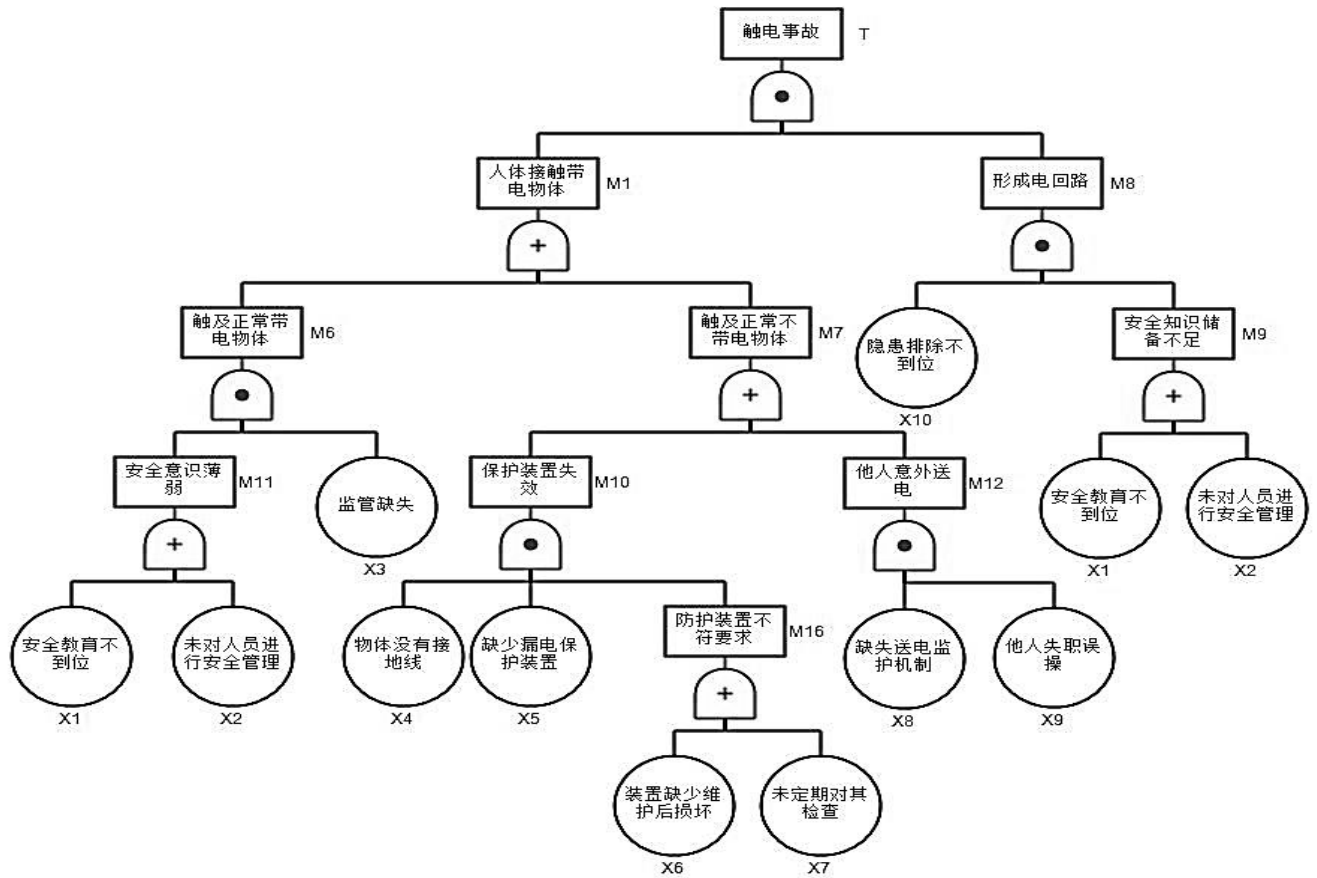 触电事故
T
人体接触带
电物体
M1
形成电回路
M8
+
触及正常带
电物体
M6
触及正常不
带电物体
M7
隐患排除不
到位
X10
安全知识储
备不足
M9
+
+
安全意识薄
弱
M11
监管缺失
X3
保护装置失
效
M10
他人意外送
电
M12
安全教育不
到位
X1
未对人员进
行安全管理
X2
+
安全教育不
到位
X1
未对人员进
行安全管理
X2
物体没有接
地线
X4
缺少漏电保
护装置
X5
防护装置不
符要求
M16
缺失送电监
护机制
X8
他人失职误
操
X9
+
装置缺少维
护后损坏
X6
未定期对其
检查
X7